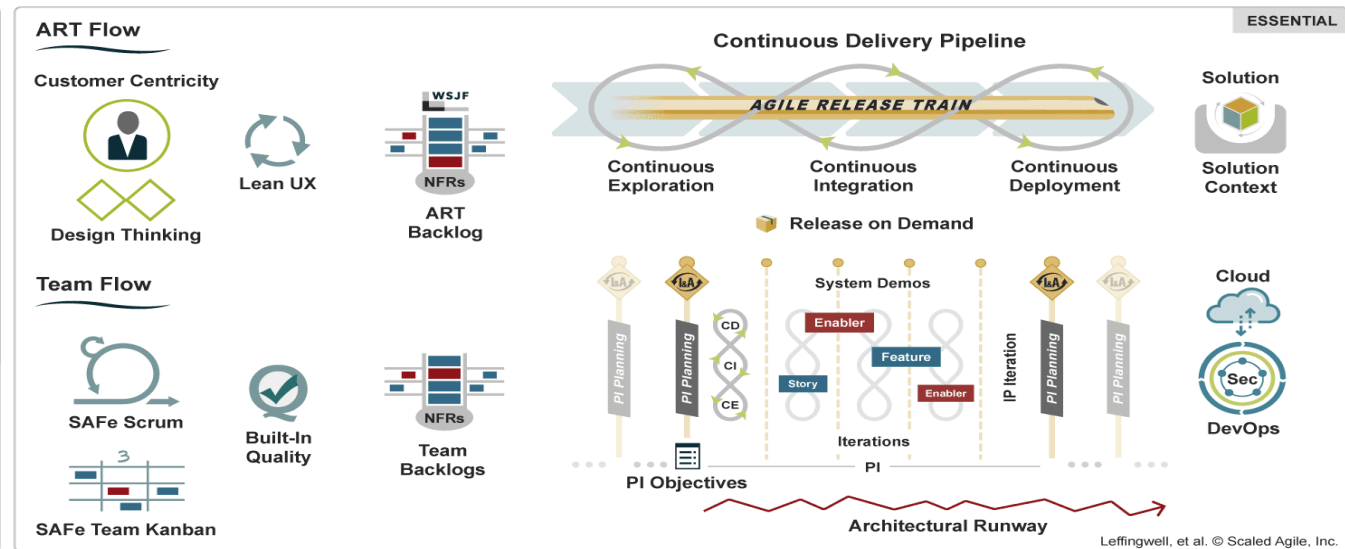 ESSENTIAL
ART Flow
Customer Centricity
Design Thinking
Lean UX
WSJF
NFRs
ART
Backlog
Continuous Delivery Pipeline
AGILE RELEASE TRAIN
Continuous
Exploration
Continuous
Integration
Continuous
Deployment
Release on Demand
Solution
Solution
Context
Team Flow
SAFe Scrum
3
SAFe Team Kanban
Built-In
Quality
NFRs
Team
Backlogs
I&A
PI Planning
I&A
PI Planning
CD
CI
CE
System Demos
Enabler
Feature
Story
Enabler
Iterations
IP Iteration
I&A
PI Planning
I&A
PI Planning
PI Objectives
PI
Architectural Runway
Cloud
Sec
DevOps
Leffingwell, et al. © Scaled Agile, Inc.